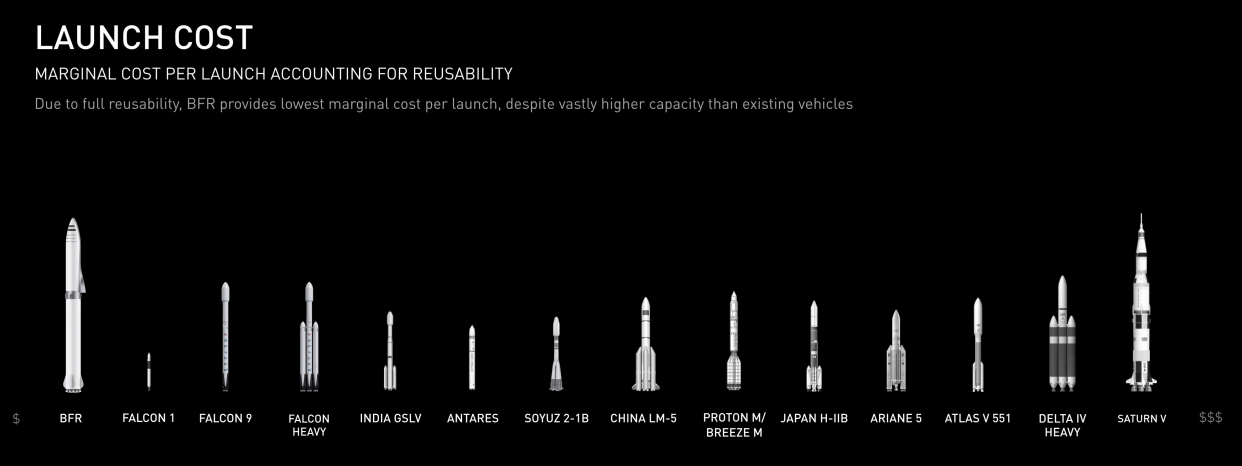 LAUNCH COST
MARGINAL COST PER LAUNCH ACCOUNTING FOR REUSABILITY
Due to full reusability, BFR provides lowest marginal cost per launch, despite vastly higher capacity than existing vehicles
$
BFR
FALCON 1
FALCON 9
FALCON
HEAVY
INDIA GSLV
ANTARES
SOYUZ 2-1B
CHINA LM-5
PROTON M/
BREEZE M
JAPAN H-IIB
ARIANE 5
ATLAS V 551
DELTA IV
HEAVY
SATURN V
$$$